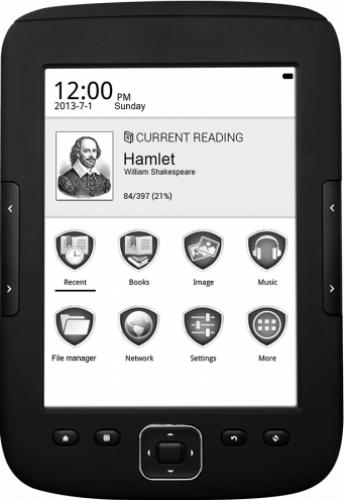 12:00 PM
2013-7-1 Sunday
CURRENT READING
Hamlet
William Shakespeare
84/397 (21%)
Recent Books Image Music
File manager Network Settings More